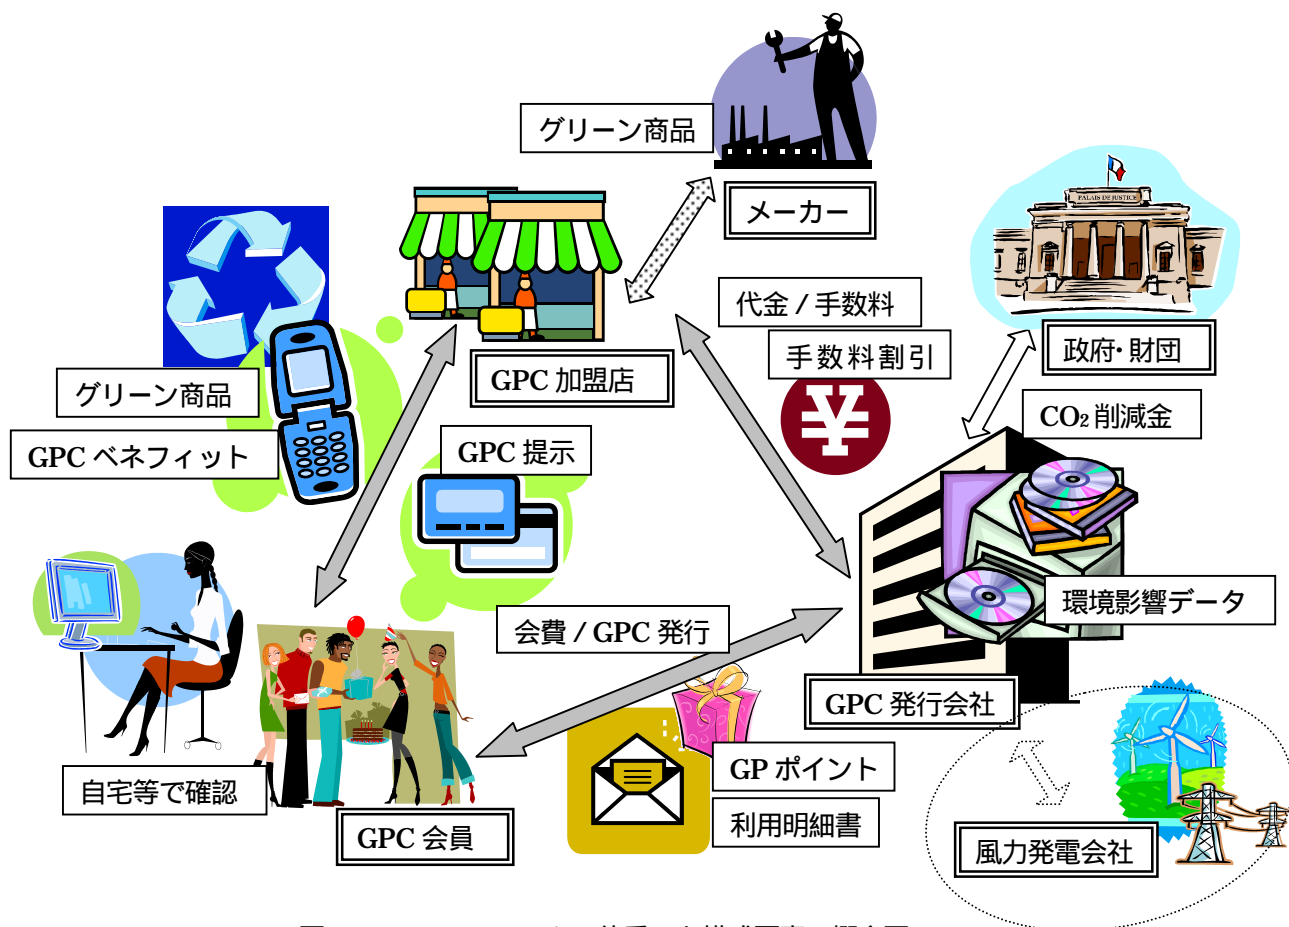 グリーン商品
メーカー
PALAIS DE JUSTICE
代金 / 手数料
手数料割引
政府・財団
GPC 加盟店
グリーン商品
GPC ベネフィット
GPC 提示
CO₂ 削減金
環境影響データ
会費 / GPC 発行
GPC 発行会社
自宅等で確認
GP ポイント
利用明細書
GPC 会員
風力発電会社